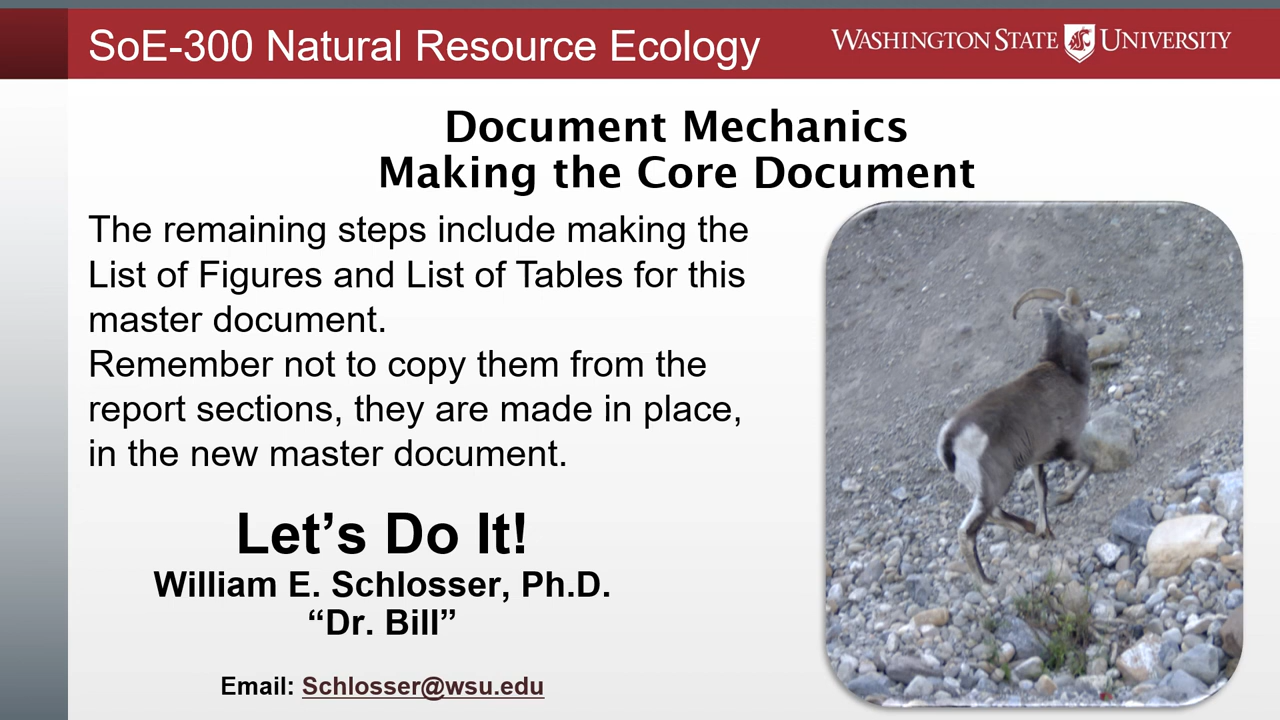 SoE-300 Natural Resource Ecology
WASHINGTON STATE UNIVERSITY
Document Mechanics
Making the Core Document
The remaining steps include making the
List of Figures and List of Tables for this
master document.
Remember not to copy them from the
report sections, they are made in place,
in the new master document.
Let’s Do It!
William E. Schlosser, Ph.D.
“Dr. Bill”
Email: Schlosser@wsu.edu